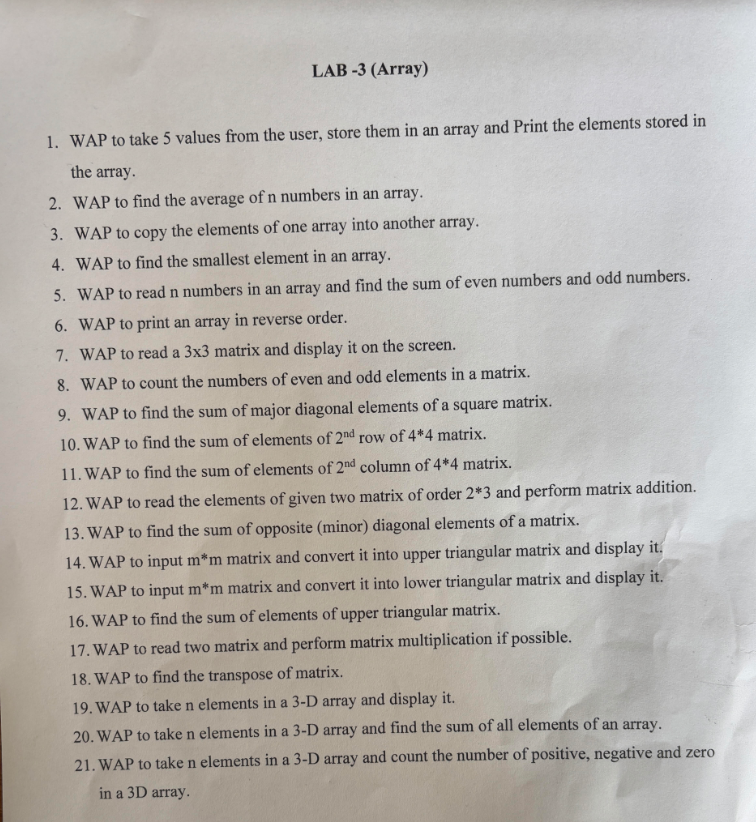 LAB -3 (Array)
1. WAP to take 5 values from the user, store them in an array and Print the elements stored in
the array.
2. WAP to find the average of n numbers in an array.
3. WAP to copy the elements of one array into another array.
4. WAP to find the smallest element in an array.
5. WAP to read n numbers in an array and find the sum of even numbers and odd numbers.
6. WAP to print an array in reverse order.
7. WAP to read a 3x3 matrix and display it on the screen.
8. WAP to count the numbers of even and odd elements in a matrix.
9. WAP to find the sum of major diagonal elements of a square matrix.
10. WAP to find the sum of elements of 2nd row of 4*4 matrix.
11. WAP to find the sum of elements of 2nd column of 4*4 matrix.
12. WAP to read the elements of given two matrix of order 2*3 and perform matrix addition.
13. WAP to find the sum of opposite (minor) diagonal elements of a matrix.
14. WAP to input m*m matrix and convert it into upper triangular matrix and display it.
15. WAP to input m*m matrix and convert it into lower triangular matrix and display it.
16. WAP to find the sum of elements of upper triangular matrix.
17. WAP to read two matrix and perform matrix multiplication if possible.
18. WAP to find the transpose of matrix.
19. WAP to take n elements in a 3-D array and display it.
20. WAP to take n elements in a 3-D array and find the sum of all elements of an array.
21. WAP to take n elements in a 3-D array and count the number of positive, negative and zero
in a 3D array.